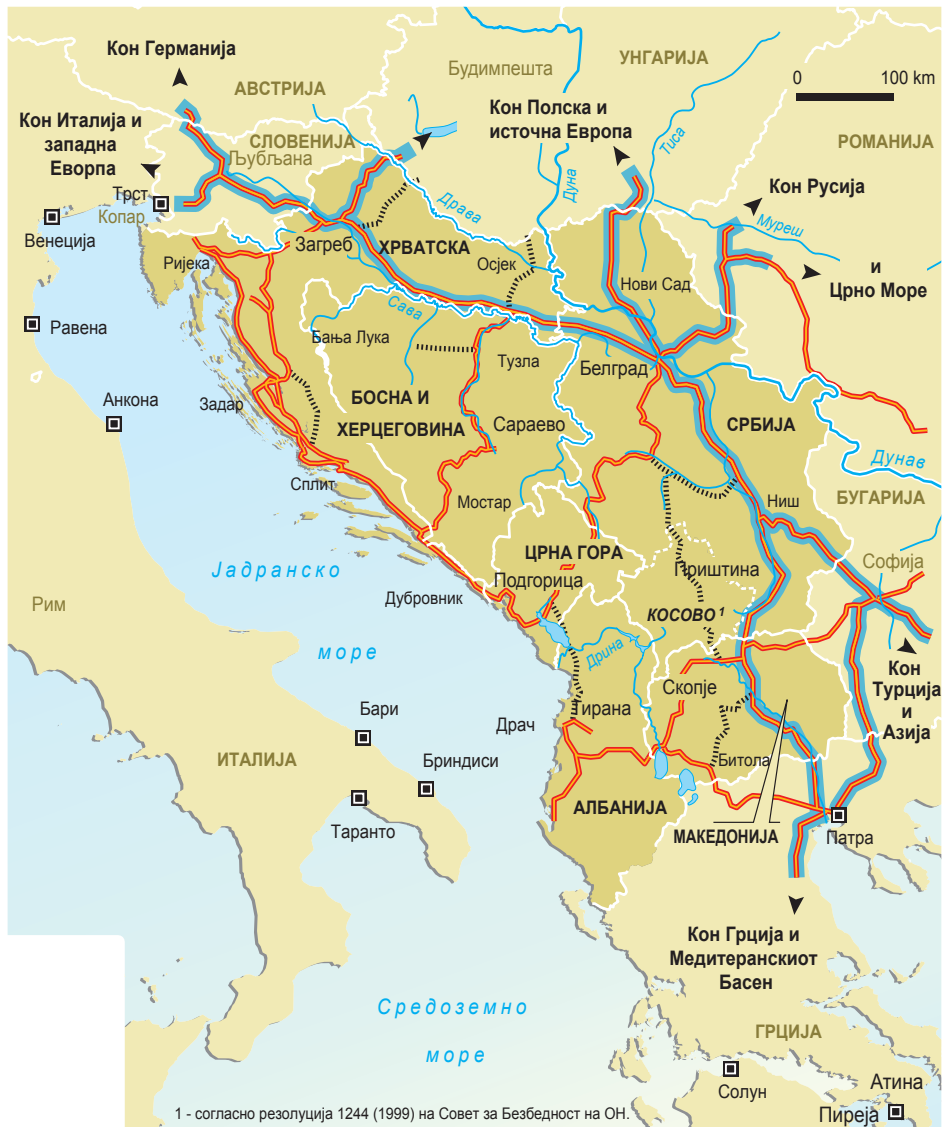 Кон Германија
АВСТРИЈА
Будимпешта
УНГАРИЈА
0 100 km
Кон Италија и
западна
Еворпа
СЛОВЕНИЈА
Љубљана
Кон Полска и
источна Европа
Тиса
РОМАНИЈА
Кон Русија
Трст
Копар
Венеција
Драва
Дуна
Муреш
Загреб
ХРВАТСКА
Осјек
Ријека
Нови Сад
и
Црно Море
Сава
Равена
Бања Лука
Тузла
Белград
Анкона
Задар
БОСНА И
ХЕРЦЕГОВИНА
Сараево
СРБИЈА
Дунав
Сплит
Мостар
Ниш
БУГАРИЈА
ЦРНА ГОРА
Приштина
Софија
Јадранско
Подгорица
Рим
Дубровник
КОСОВО 1
море
Дрина
Кон
Турција
и
Азија
Скопје
Бари
Драч
Тирана
ИТАЛИЈА
Бриндиси
Битола
АЛБАНИЈА
Таранто
МАКЕДОНИЈА
Патра
Кон Грција и
Медитеранскиот
Басен
Средоземно
море
ГРЦИЈА
Солун
Атина
Пиреја
1 - согласно резолуција 1244 (1999) на Совет за Безбедност на ОН.